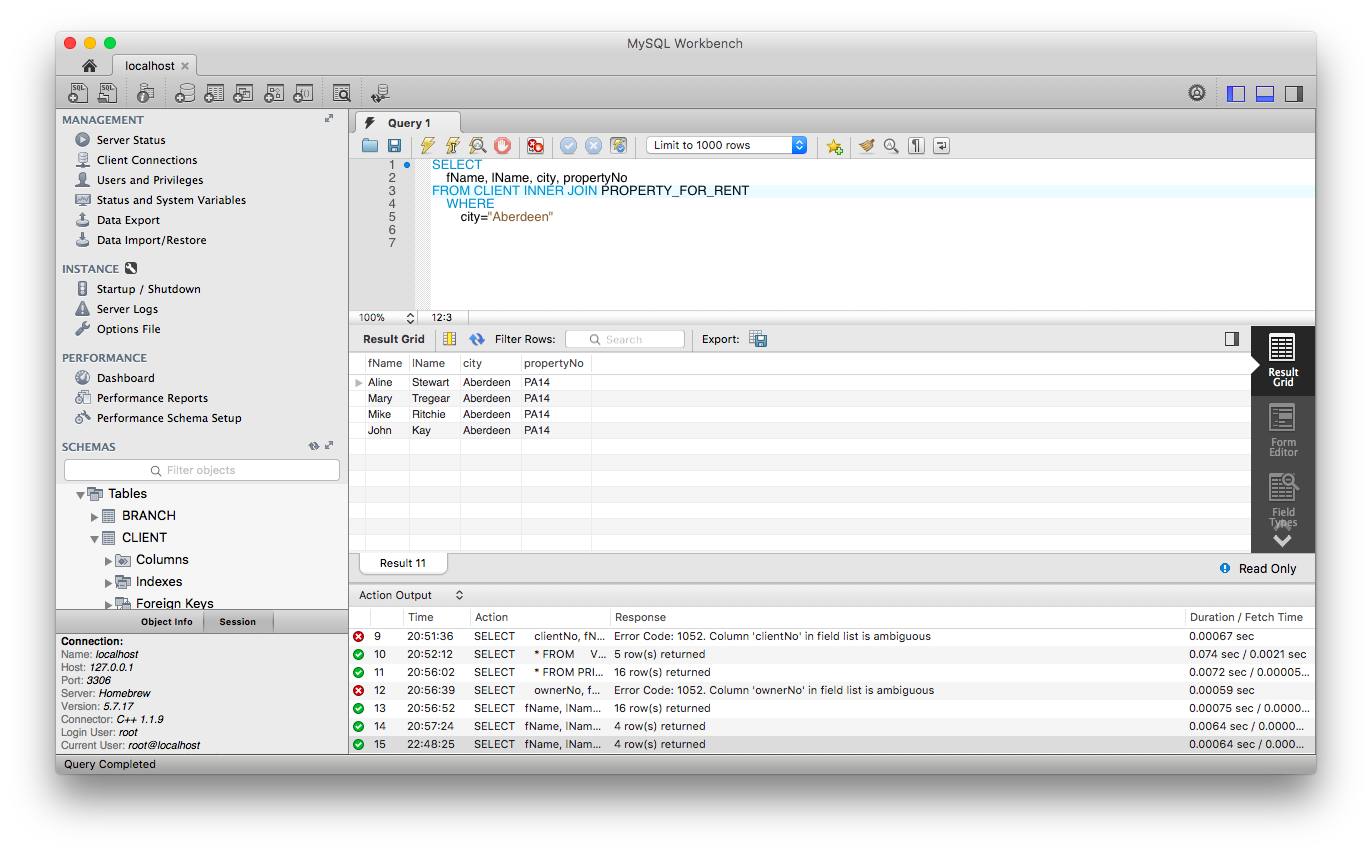 MySQL Workbench
localhost
MANAGEMENT
Server Status
Client Connections
Users and Privileges
Status and System Variables
Data Export
Data Import/Restore
INSTANCE
Startup / Shutdown
Server Logs
Options File
PERFORMANCE
Dashboard
Performance Reports
Performance Schema Setup
SCHEMAS
Filter objects
Tables
BRANCH
CLIENT
Columns
Indexes
Foreign Keys
Object Info Session
Connection:
Name: localhost
Host: 127.0.0.1
Port: 3306
Server: Homebrew
Version: 5.7.17
Connector: C++ 1.1.9
Login User: root
Current User: root@localhost
Query Completed
Query 1
Limit to 1000 rows
1 SELECT
2 fName, lName, city, propertyNo
3 FROM CLIENT INNER JOIN PROPERTY_FOR_RENT
4 WHERE
5 city="Aberdeen"
6
7
100% 12:3
Result Grid Filter Rows: Search Export:
fName lName city propertyNo
Aline Stewart Aberdeen PA14
Mary Tregear Aberdeen PA14
Mike Ritchie Aberdeen PA14
John Kay Aberdeen PA14
Result
Grid
Form
Editor
Field
Types
Result 11
Read Only
Action Output
Time Action Response Duration / Fetch Time
9 20:51:36 SELECT clientNo, fN... Error Code: 1052. Column 'clientNo' in field list is ambiguous 0.00067 sec
10 20:52:12 SELECT * FROM V... 5 row(s) returned 0.074 sec / 0.0021 sec
11 20:56:02 SELECT * FROM PRI... 16 row(s) returned 0.0072 sec / 0.00005...
12 20:56:39 SELECT ownerNo, f... Error Code: 1052. Column 'ownerNo' in field list is ambiguous 0.00059 sec
13 20:56:52 SELECT fName, lNam... 16 row(s) returned 0.00075 sec / 0.0000...
14 20:57:24 SELECT fName, lNam... 4 row(s) returned 0.0064 sec / 0.0000...
15 22:48:25 SELECT fName, lNam... 4 row(s) returned 0.00064 sec / 0.000...